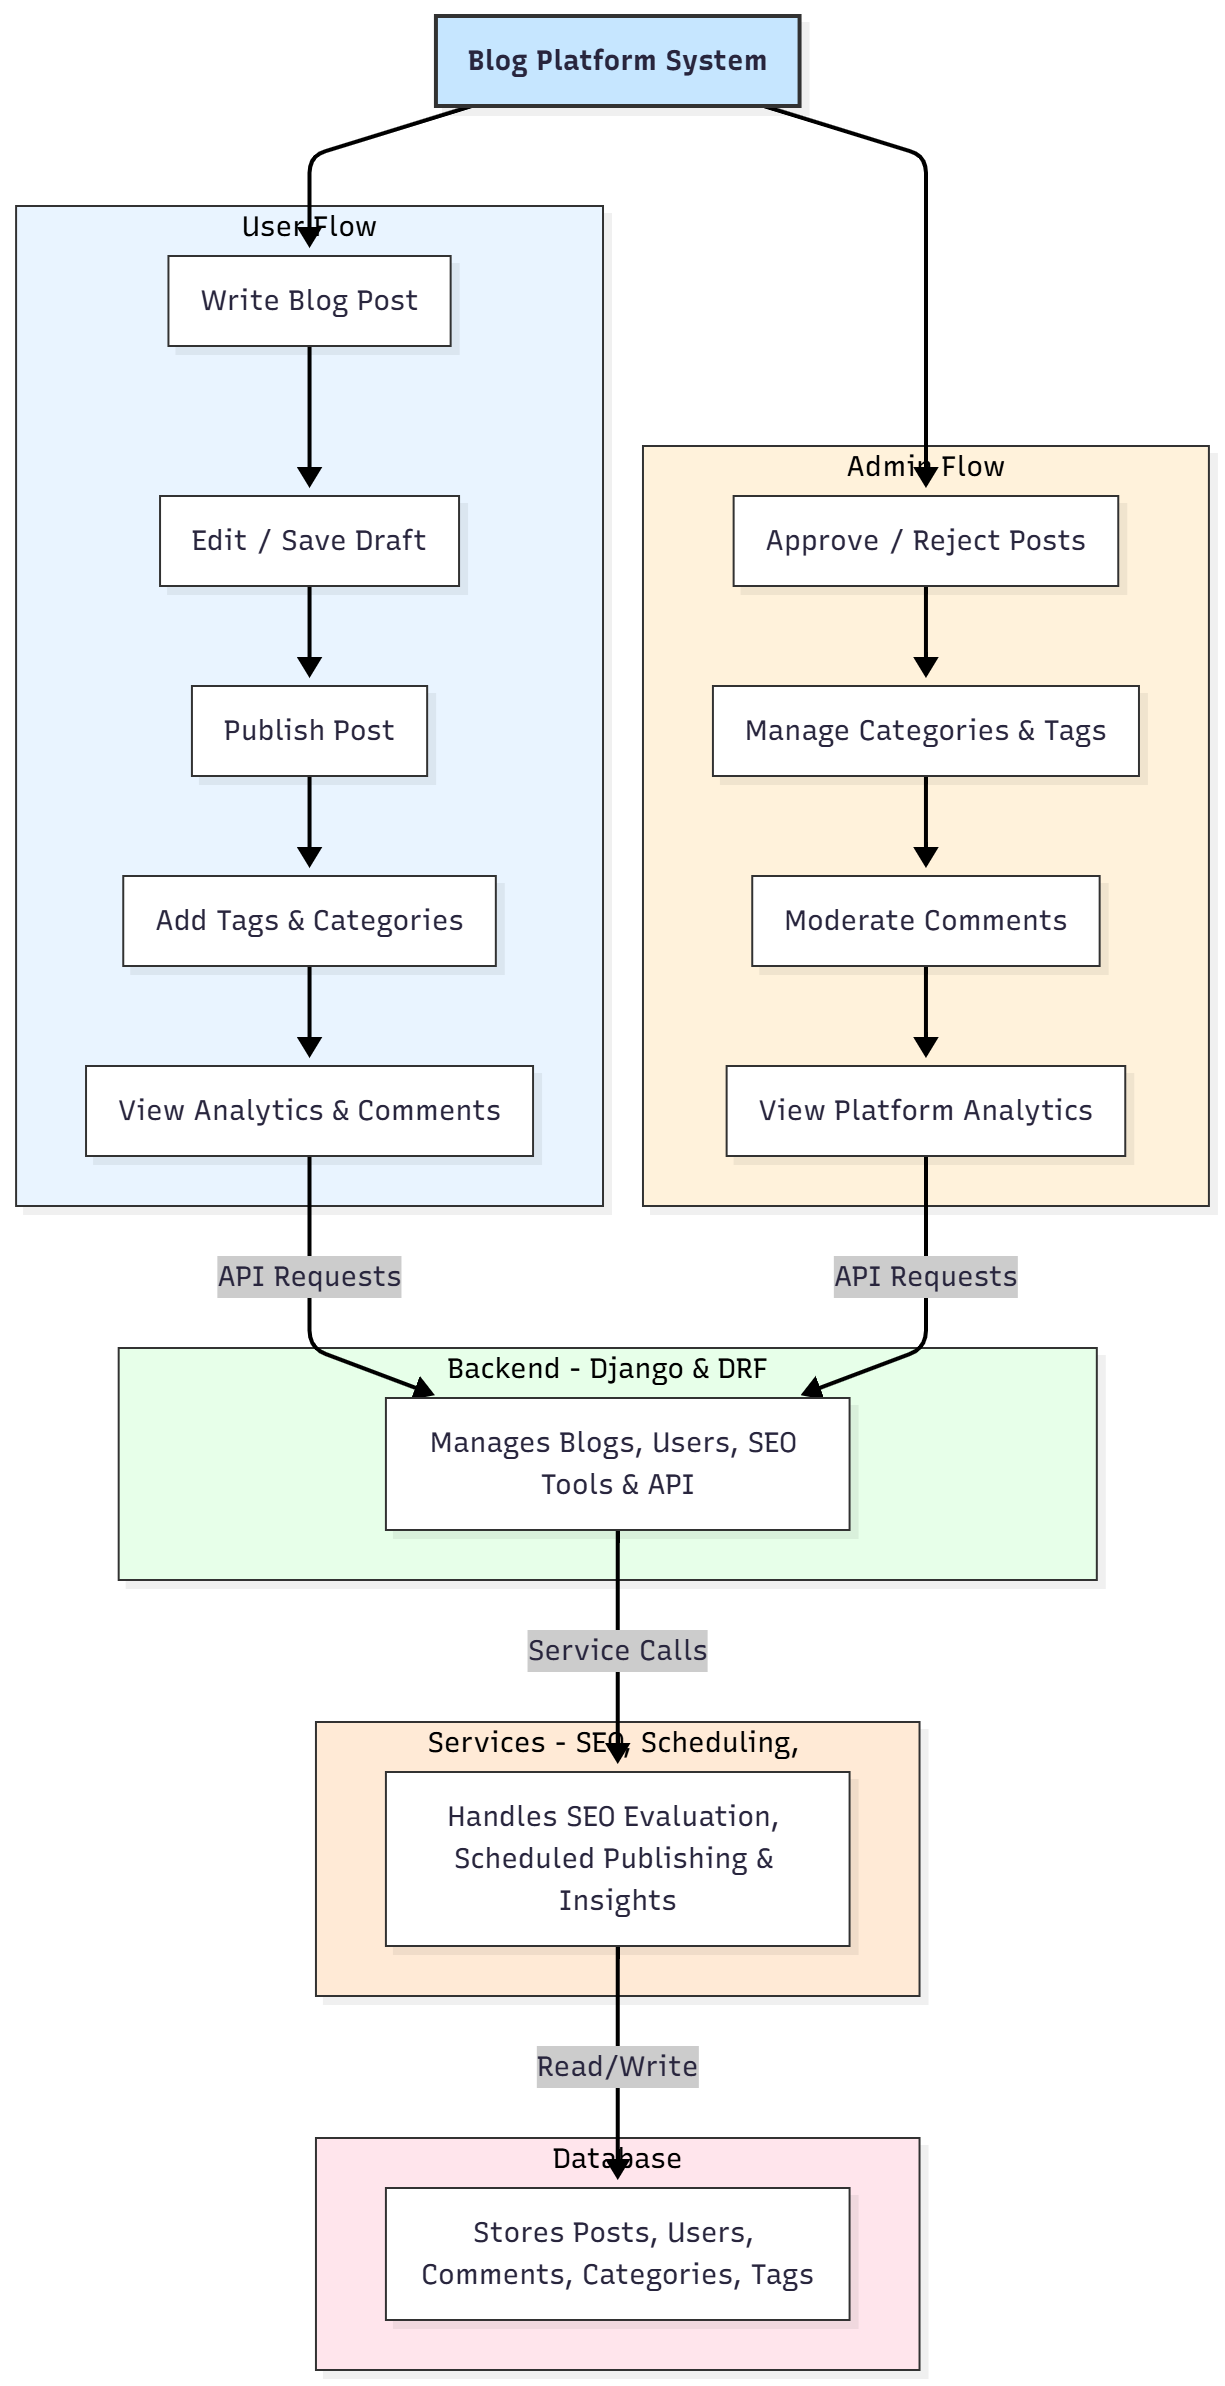 Blog Platform System
User Flow
Write Blog Post
Edit / Save Draft
Publish Post
Add Tags & Categories
View Analytics & Comments
Admin Flow
Approve / Reject Posts
Manage Categories & Tags
Moderate Comments
View Platform Analytics
API Requests
API Requests
Backend - Django & DRF
Manages Blogs, Users, SEO
Tools & API
Service Calls
Services - SEO, Scheduling,
Handles SEO Evaluation,
Scheduled Publishing &
Insights
Read/Write
Database
Stores Posts, Users,
Comments, Categories, Tags